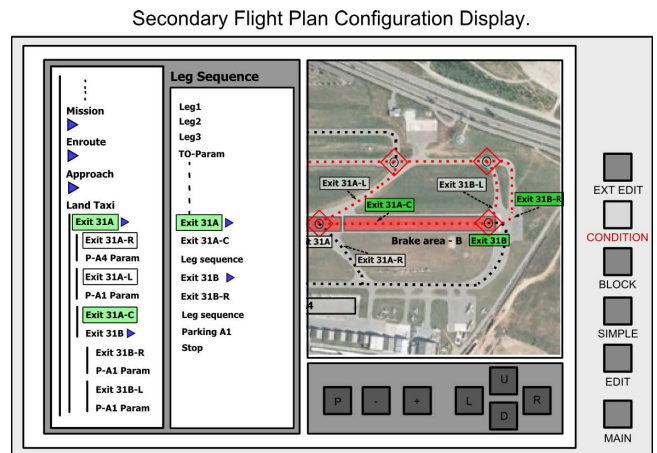 Secondary Flight Plan Configuration Display.
Mission
Enroute
Approach
Land Taxi
Exit 31A
Exit 31A-R
P-A4 Param
Exit 31A-L
P-A1 Param
Exit 31A-C
Exit 31B
Exit 31B-R
P-A1 Param
Exit 31B-L
P-A1 Param
Leg Sequence
Leg1
Leg2
Leg3
TO-Param
Exit 31A
Exit 31A-C
Leg sequence
Exit 31B
Exit 31B-R
Leg sequence
Parking A1
Stop
Exit 31A-L
Exit 31B-L
Exit 31B-R
Exit 31A-C
t 31A
Brake area - B
Exit 31B
Exit 31A-R
4
P
-
+
L
U
D
R
EXT EDIT
CONDITION
BLOCK
SIMPLE
EDIT
MAIN